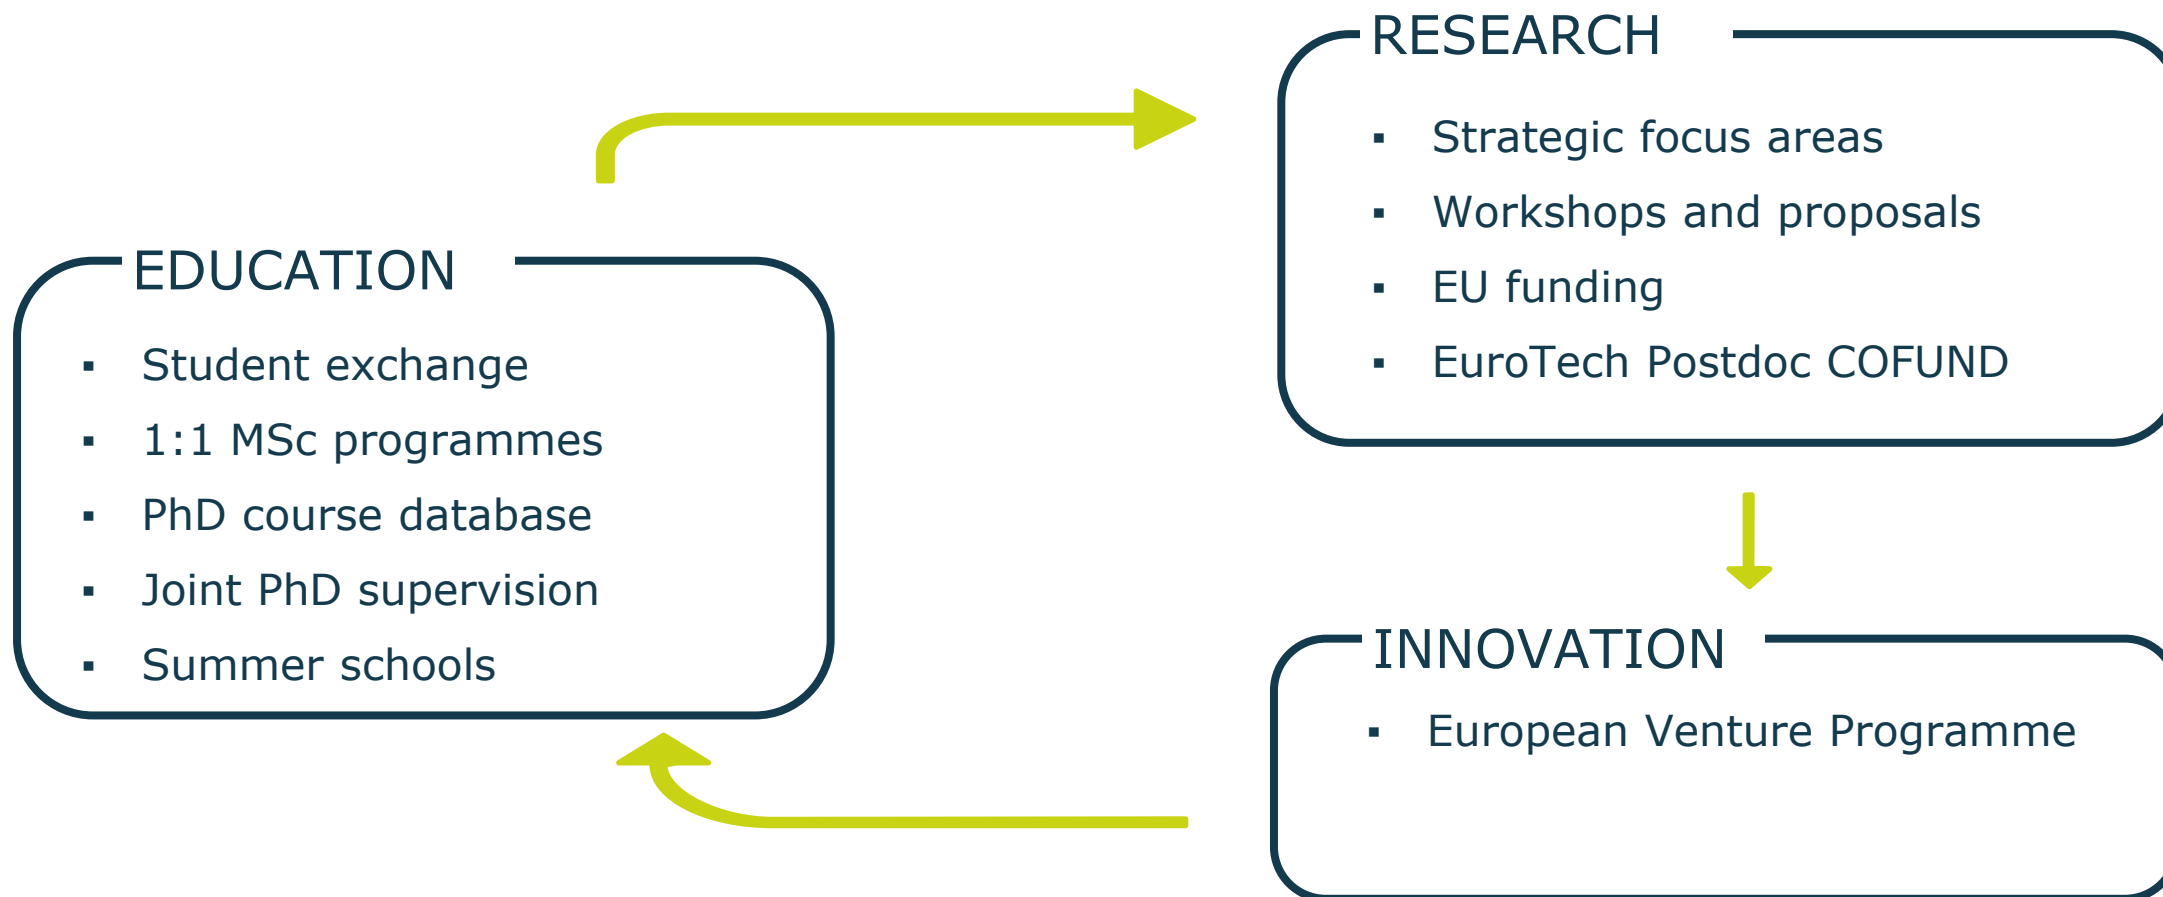 EDUCATION
▪ Student exchange
▪ 1:1 MSc programmes
▪ PhD course database
▪ Joint PhD supervision
▪ Summer schools
RESEARCH
▪ Strategic focus areas
▪ Workshops and proposals
▪ EU funding
▪ EuroTech Postdoc COFUND
INNOVATION
▪ European Venture Programme